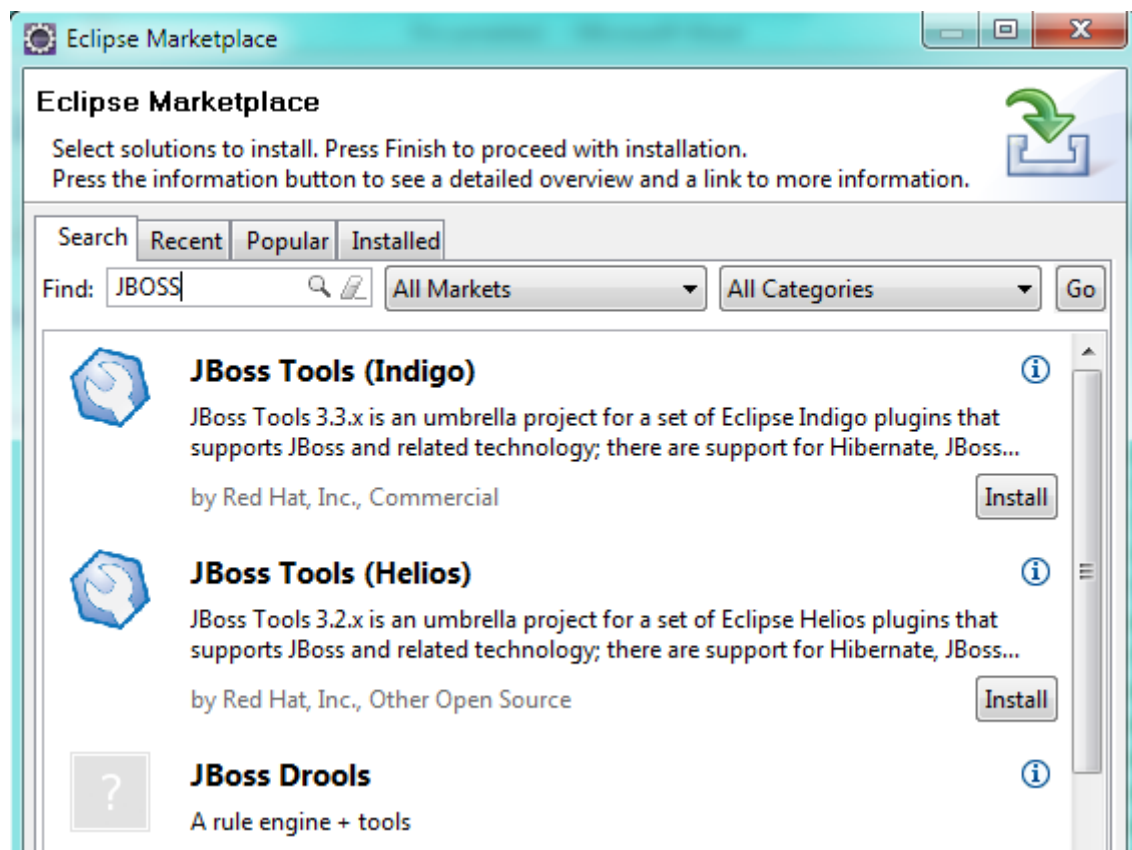 Eclipse Marketplace
Eclipse Marketplace
Select solutions to install. Press Finish to proceed with installation.
Press the information button to see a detailed overview and a link to more information.
Search Recent Popular Installed
Find: JBOSS All Markets All Categories Go
JBoss Tools (Indigo)
JBoss Tools 3.3.x is an umbrella project for a set of Eclipse Indigo plugins that
supports JBoss and related technology; there are support for Hibernate, JBoss...
by Red Hat, Inc., Commercial Install
JBoss Tools (Helios)
JBoss Tools 3.2.x is an umbrella project for a set of Eclipse Helios plugins that
supports JBoss and related technology; there are support for Hibernate, JBoss...
by Red Hat, Inc., Other Open Source Install
? JBoss Drools
A rule engine + tools